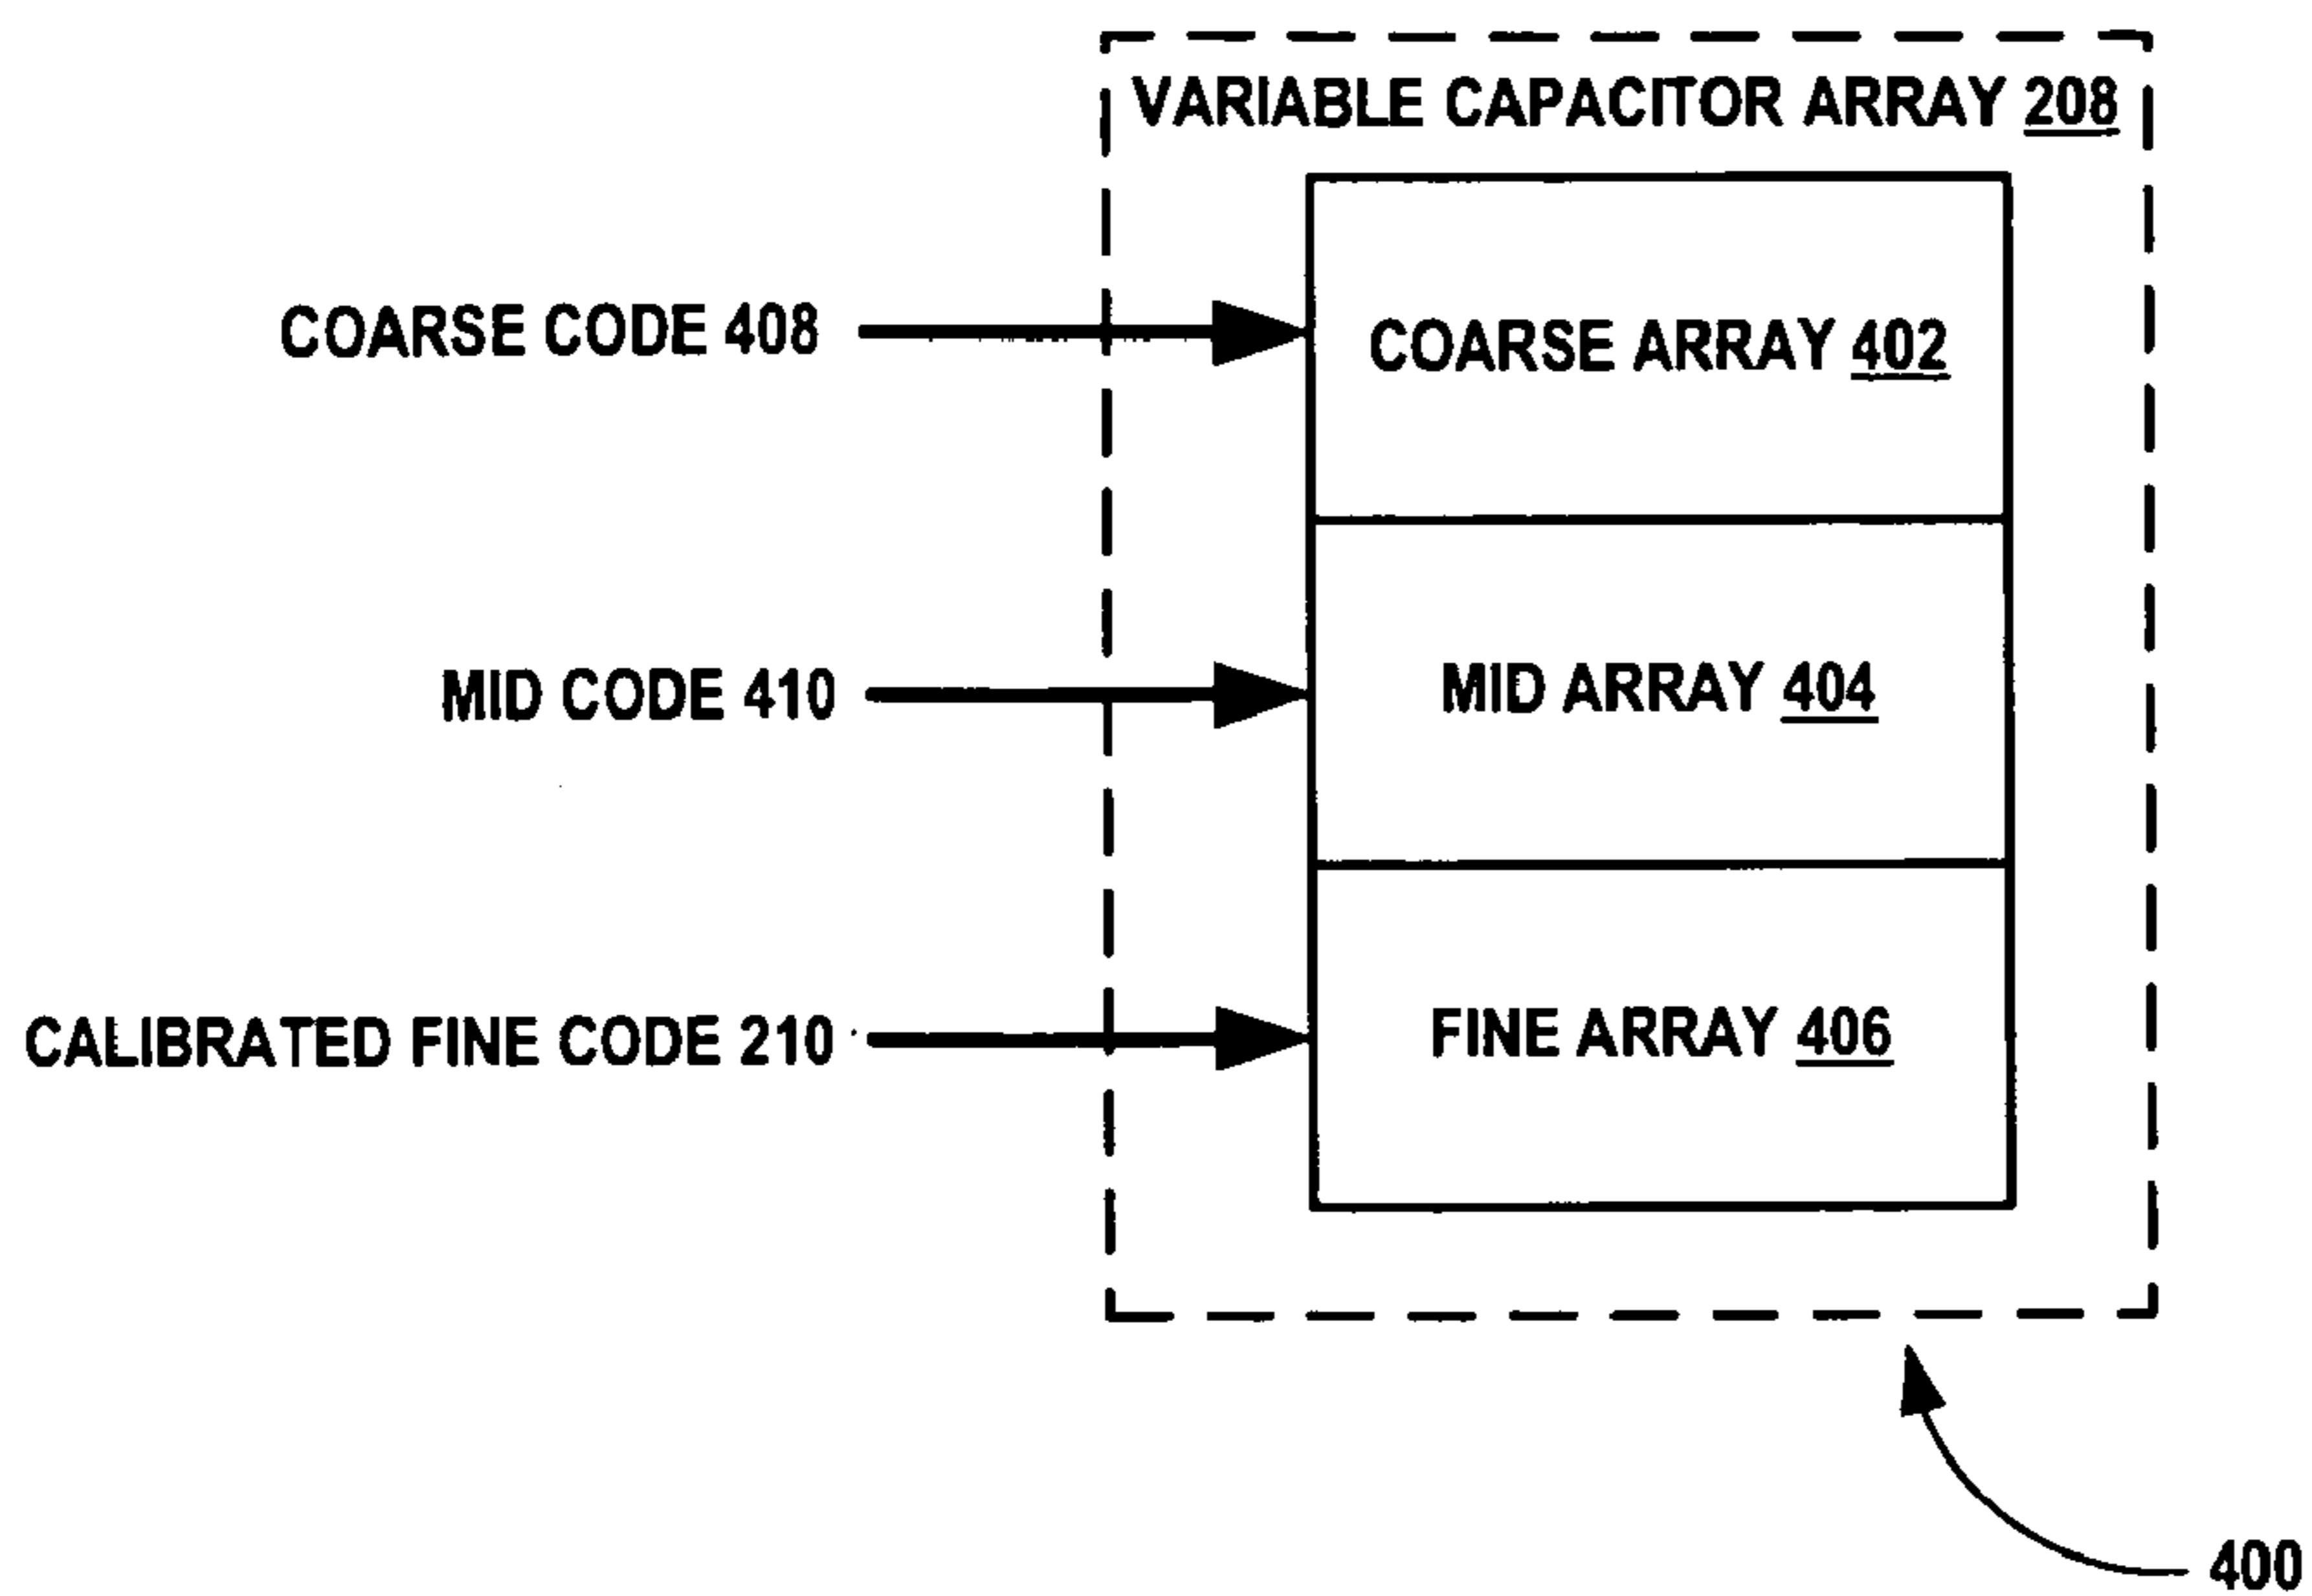 VARIABLE CAPACITOR ARRAY 208
COARSE CODE 408
COARSE ARRAY 402
MID CODE 410
MID ARRAY 404
CALIBRATED FINE CODE 210
FINE ARRAY 406
400